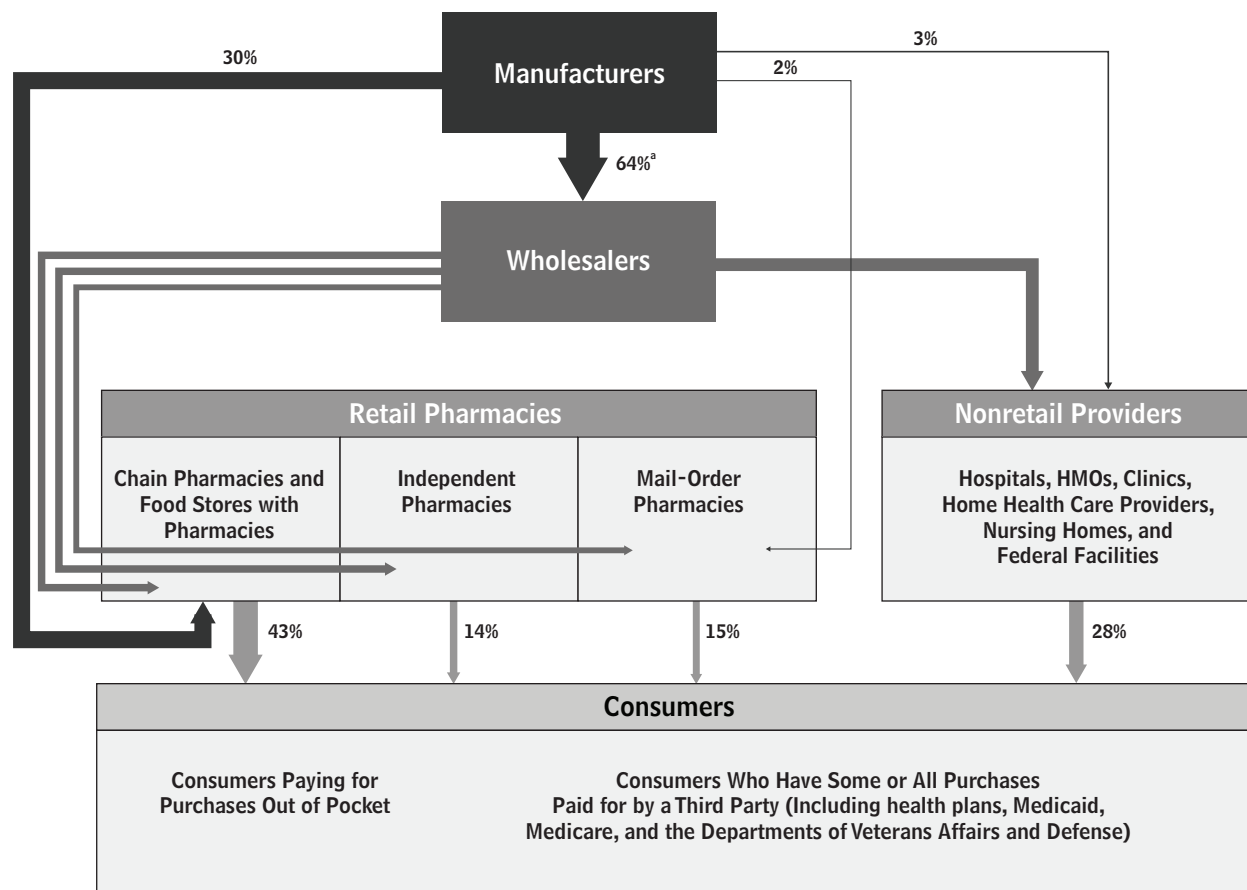 30%
Manufacturers
3%
2%
64%a
Wholesalers
Retail Pharmacies
Chain Pharmacies and
Food Stores with
Pharmacies
Independent
Pharmacies
Mail-Order
Pharmacies
Nonretail Providers
Hospitals, HMOs, Clinics,
Home Health Care Providers,
Nursing Homes, and
Federal Facilities
43%
14%
15%
28%
Consumers
Consumers Paying for
Purchases Out of Pocket
Consumers Who Have Some or All Purchases
Paid for by a Third Party (Including health plans, Medicaid,
Medicare, and the Departments of Veterans Affairs and Defense)